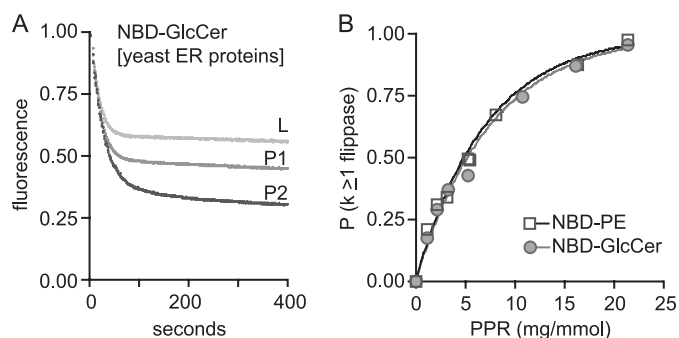 A
NBD-GlcCer
[yeast ER proteins]
fluorescence
1.00
0.75
0.50
0.25
0.00
L
P1
P2
0
200
400
seconds
B
P (k ≥1 flippase)
1.00
0.75
0.50
0.25
0.00
NBD-PE
NBD-GlcCer
0 5 10 15 20 25
PPR (mg/mmol)